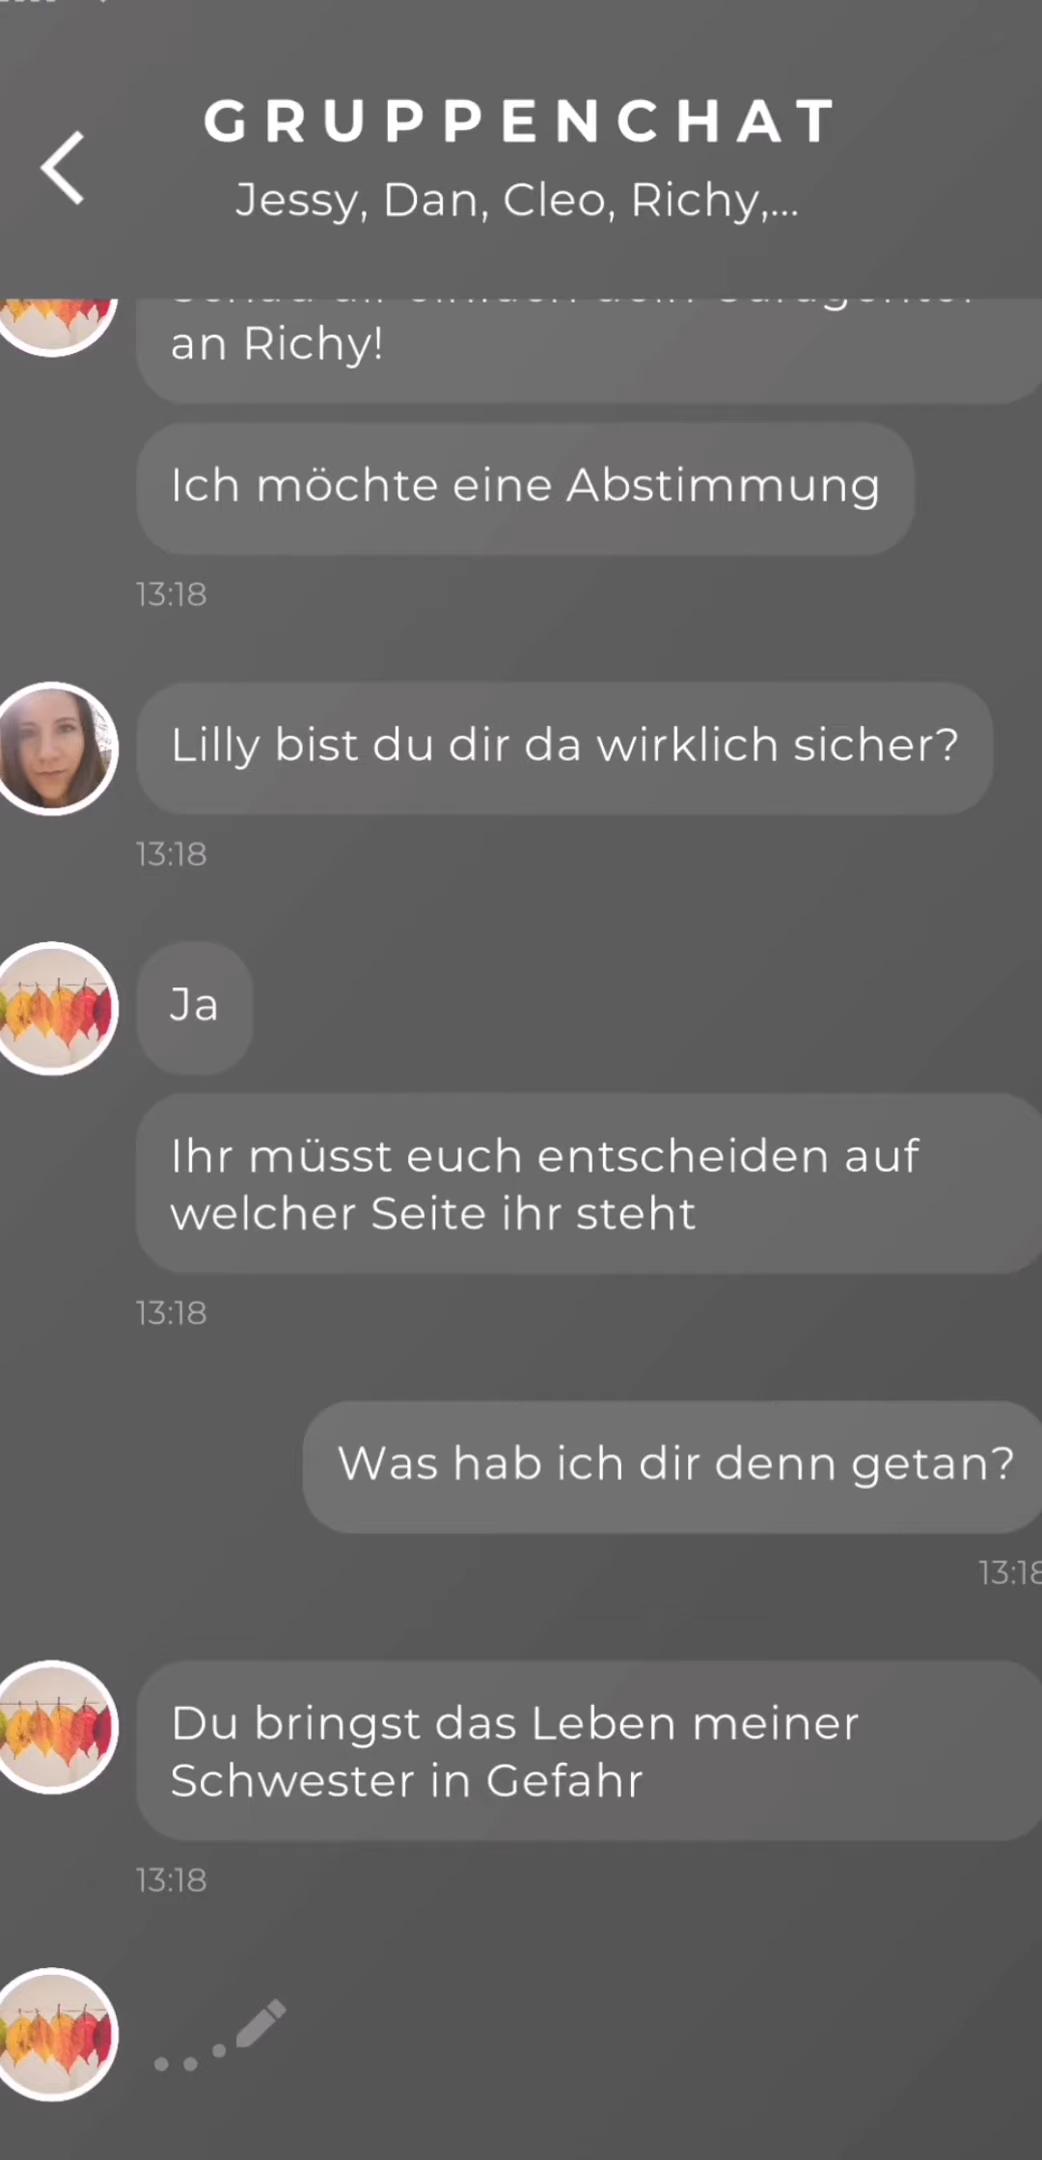 GRUPPENCHAT
Jessy, Dan, Cleo, Richy,...
an Richy!
Ich möchte eine Abstimmung
13:18
Lilly bist du dir da wirklich sicher?
13:18
Ja
Ihr müsst euch entscheiden auf
welcher Seite ihr steht
13:18
Was hab ich dir denn getan?
13:18
Du bringst das Leben meiner
Schwester in Gefahr
13:18